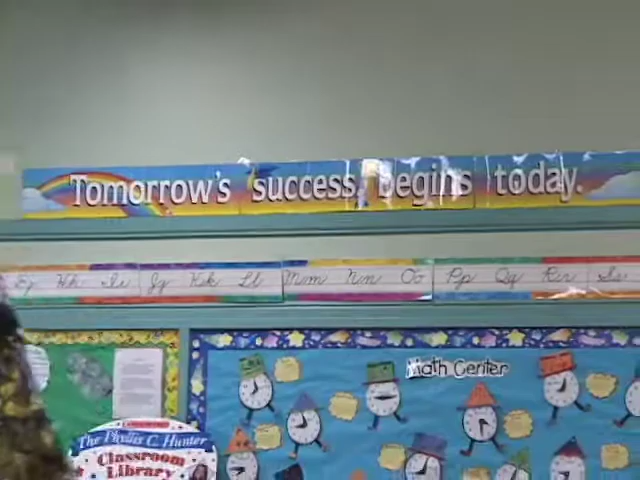 Tomorrow's success begins today.
Hh Ii Jj Kk Ll Mm Nn Oo Pp Qq Rr Ss
Math Center
The Phyllis C. Hunter
Classroom
Library